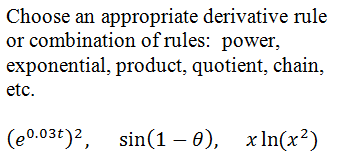 Choose an appropriate derivative rule
or combination of rules:  power,
exponential, product, quotient, chain,
etc.
(e^{0.03t})^2,    sin(1 − θ),    x ln(x^2)